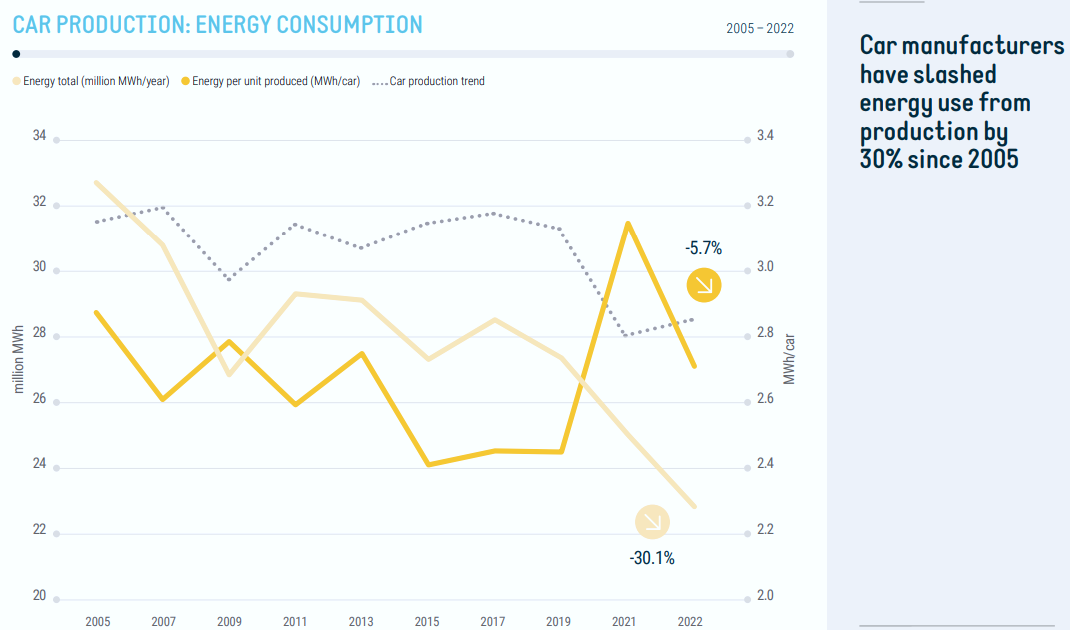 CAR PRODUCTION: ENERGY CONSUMPTION
2005 – 2022
Energy total (million MWh/year) Energy per unit produced (MWh/car) Car production trend
Car manufacturers
have slashed
energy use from
production by
30% since 2005
34
32
30
28
26
24
22
20
million MWh
3.4
3.2
3.0
2.8
2.6
2.4
2.2
2.0
MWh/car
-5.7%
-30.1%
2005 2007 2009 2011 2013 2015 2017 2019 2021 2022